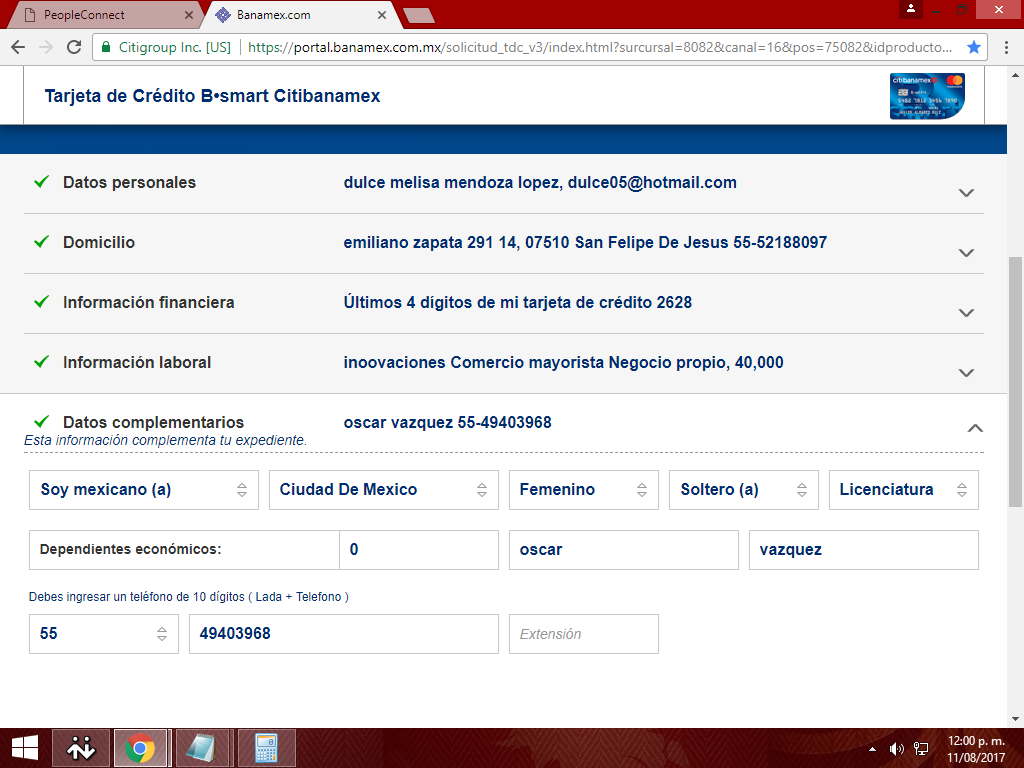 PeopleConnect
Banamex.com
Citigroup Inc. [US]
https://portal.banamex.com.mx/solicitud_tdc_v3/index.html?surcursal=8082&canal=16&pos=75082&idproducto...
Tarjeta de Crédito B•smart Citibanamex
citibanamex
Datos personales dulce melisa mendoza lopez, dulce05@hotmail.com
Domicilio emiliano zapata 291 14, 07510 San Felipe De Jesus 55-52188097
Información financiera Últimos 4 dígitos de mi tarjeta de crédito 2628
Información laboral inoovaciones Comercio mayorista Negocio propio, 40,000
Datos complementarios oscar vazquez 55-49403968
Esta información complementa tu expediente.
Soy mexicano (a) Ciudad De Mexico Femenino Soltero (a) Licenciatura
Dependientes económicos: 0 oscar vazquez
Debes ingresar un teléfono de 10 dígitos ( Lada + Telefono )
55 49403968 Extensión
12:00 p. m.
11/08/2017